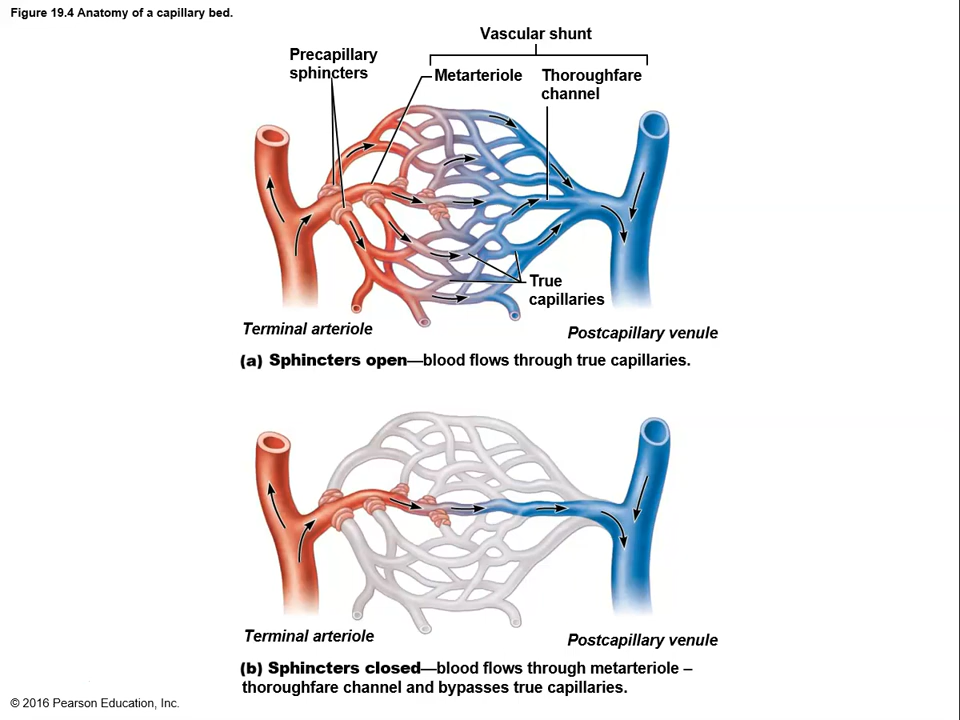 Figure 19.4 Anatomy of a capillary bed.
Vascular shunt
Precapillary
sphincters
Metarteriole
Thoroughfare
channel
True
capillaries
Terminal arteriole
Postcapillary venule
(a) Sphincters open—blood flows through true capillaries.
Terminal arteriole
Postcapillary venule
(b) Sphincters closed—blood flows through metarteriole –
thoroughfare channel and bypasses true capillaries.
© 2016 Pearson Education, Inc.